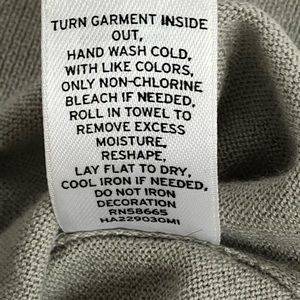 TURN GARMENT INSIDE
OUT,
HAND WASH COLD,
WITH LIKE COLORS,
ONLY NON-CHLORINE
BLEACH IF NEEDED,
ROLL IN TOWEL TO
REMOVE EXCESS
MOISTURE,
RESHAPE,
LAY FLAT TO DRY,
COOL IRON IF NEEDED,
DO NOT IRON
DECORATION
RN58665
HA229030MI